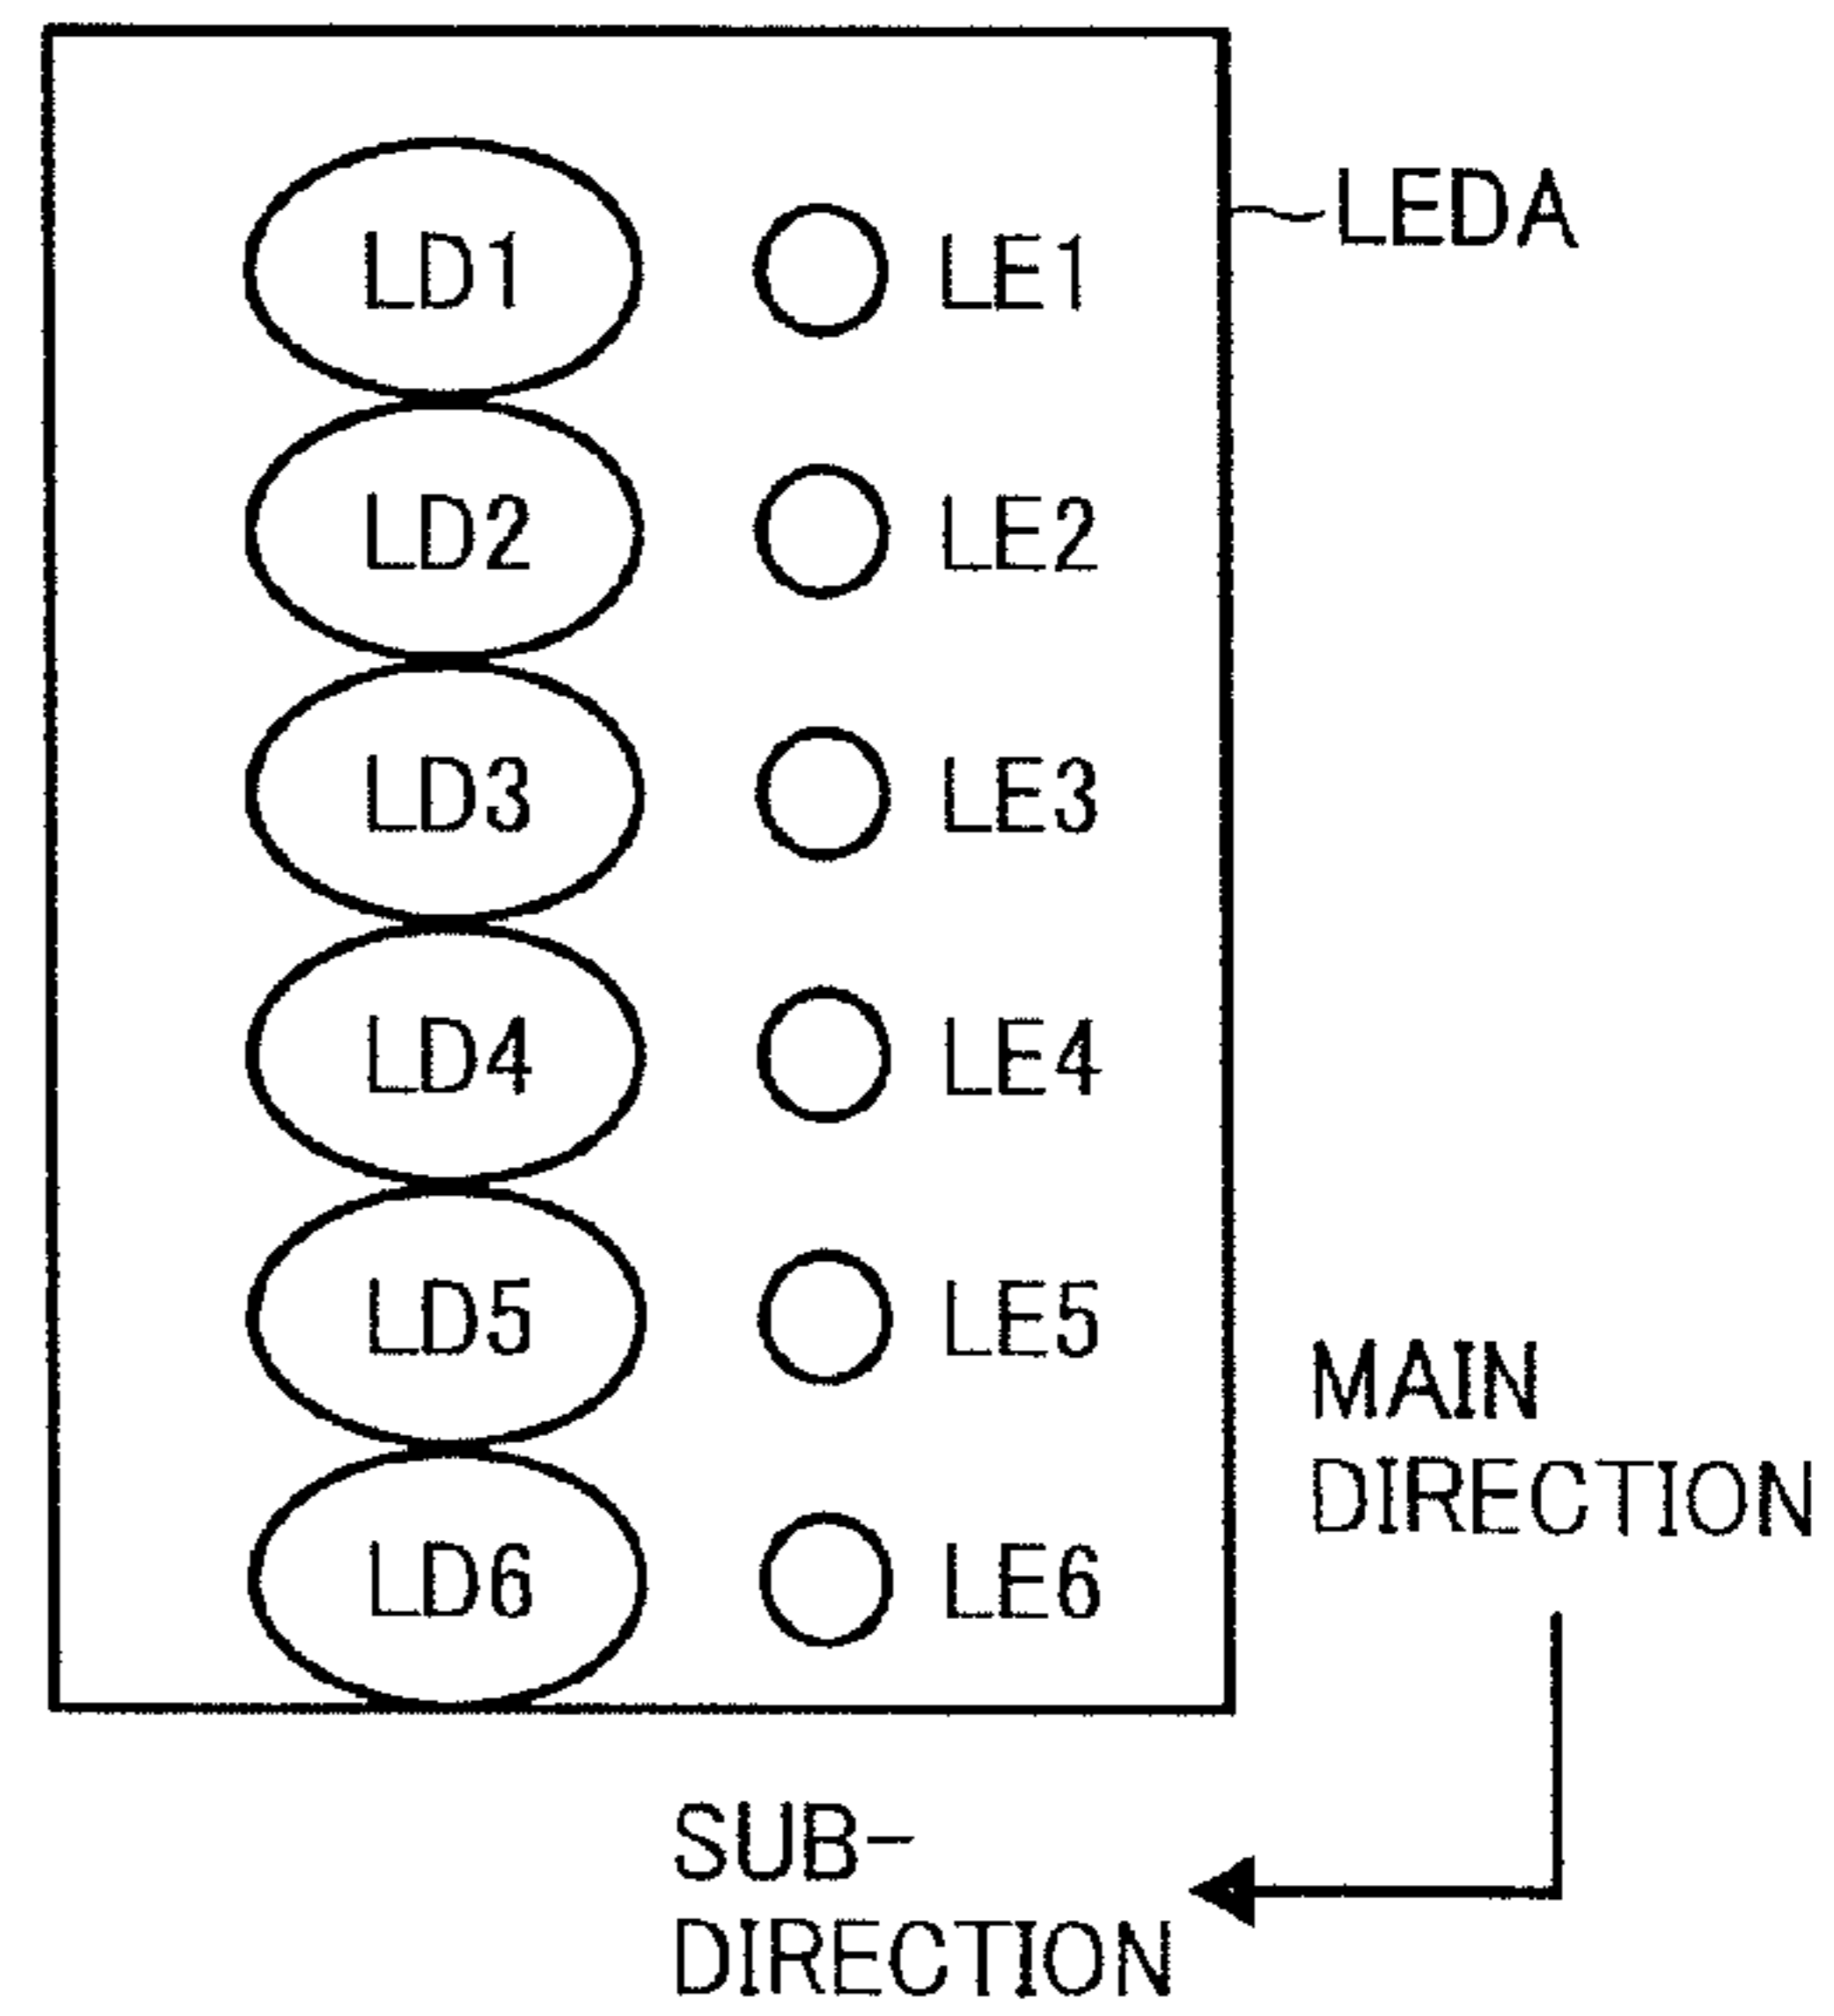 LEDA
LD1 LE1
LD2 LE2
LD3 LE3
LD4 LE4
LD5 LE5
LD6 LE6
MAIN
DIRECTION
SUB-
DIRECTION